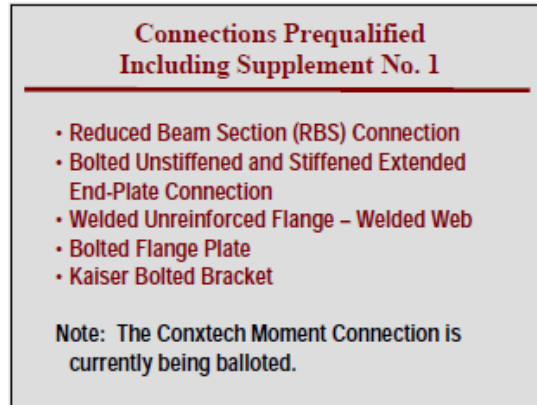 Connections Prequalified
Including Supplement No. 1
• Reduced Beam Section (RBS) Connection
• Bolted Unstiffened and Stiffened Extended
End-Plate Connection
• Welded Unreinforced Flange – Welded Web
• Bolted Flange Plate
• Kaiser Bolted Bracket
Note: The Conxtech Moment Connection is
currently being balloted.